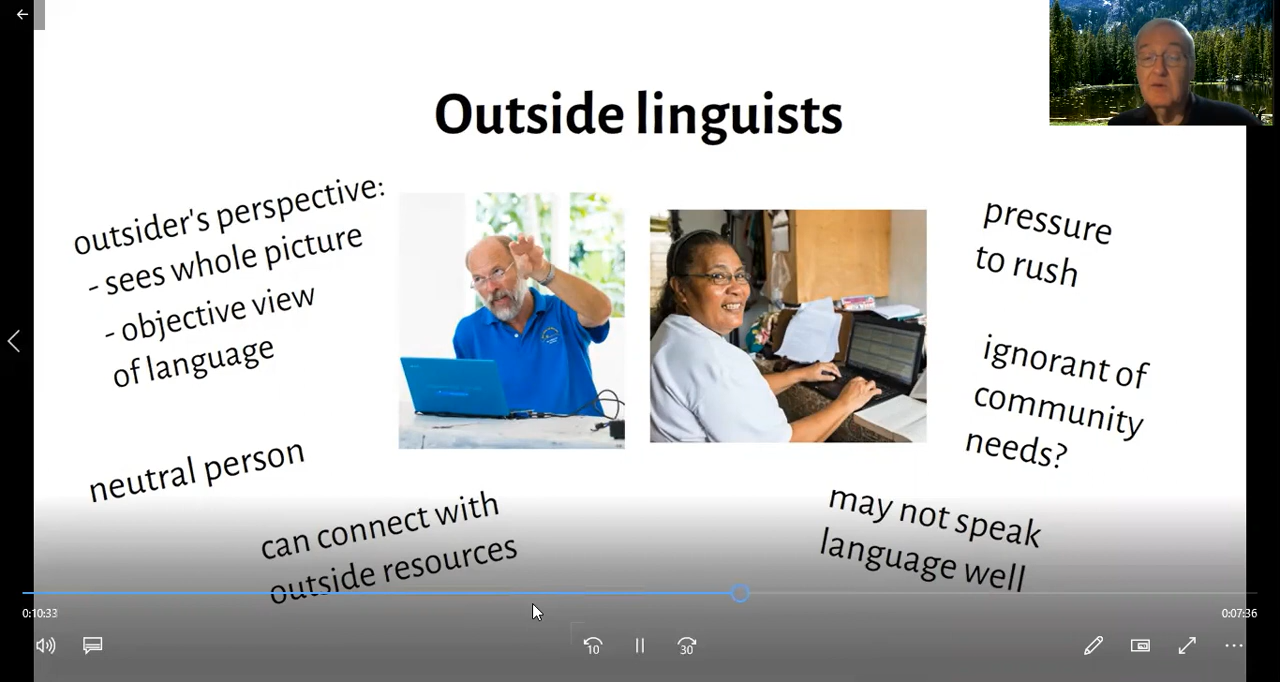 Outside linguists
outsider's perspective:
- sees whole picture
- objective view
of language
neutral person
can connect with
outside resources
pressure
to rush
ignorant of
community
needs?
may not speak
language well
0:10:33
0:07:36
10
30